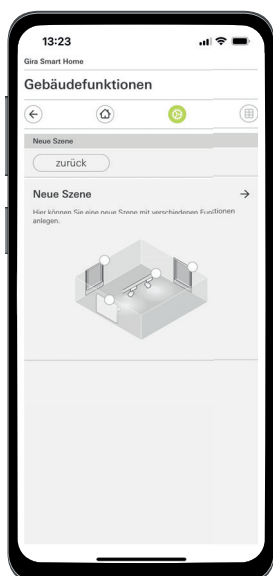 13:23
Gira Smart Home
Gebäudefunktionen
Neue Szene
zurück
Neue Szene
Hier können Sie eine neue Szene mit verschiedenen Funktionen
anlegen.